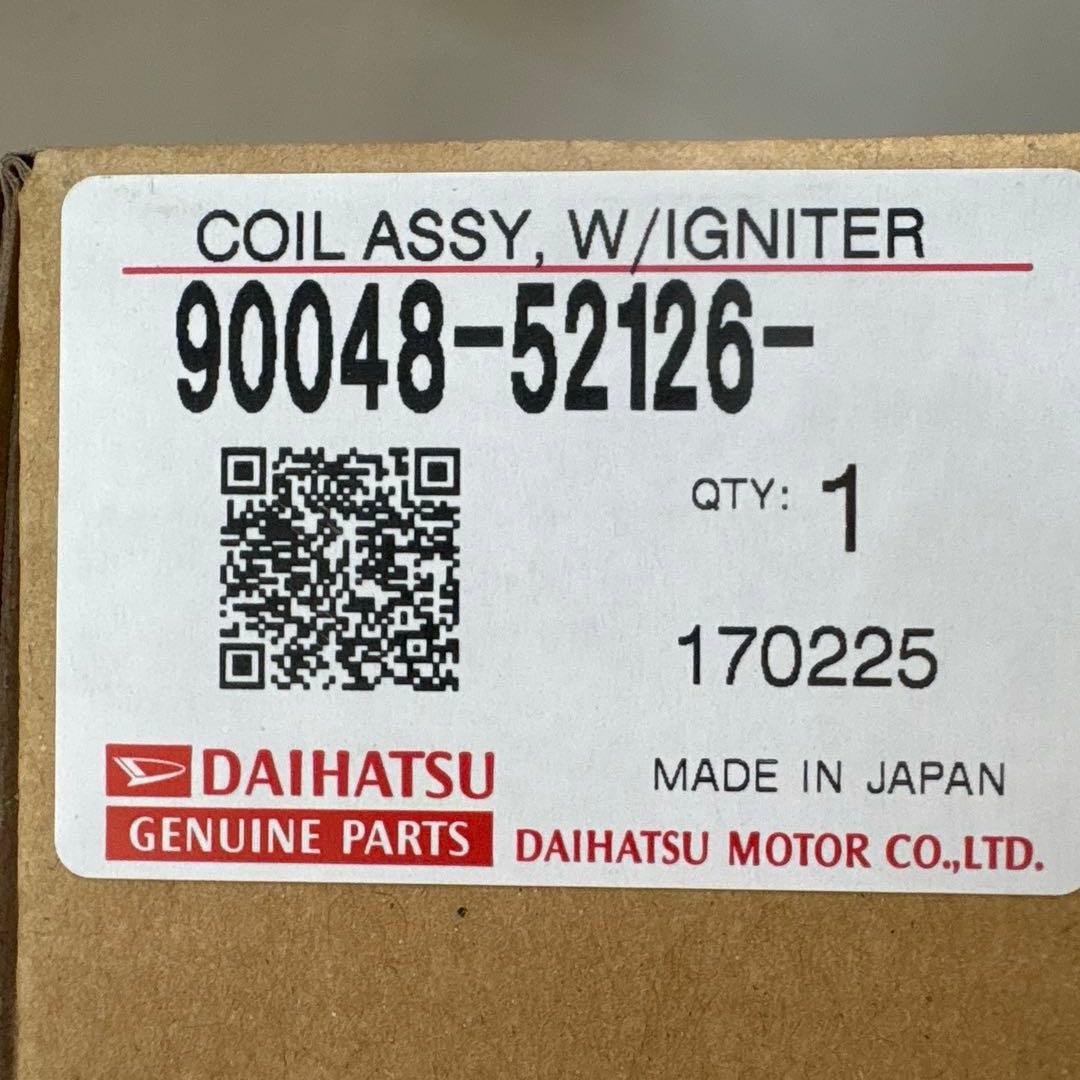 COIL ASSY, W/IGNITER
90048-52126-
QTY: 1
170225
DAIHATSU
GENUINE PARTS
MADE IN JAPAN
DAIHATSU MOTOR CO.,LTD.